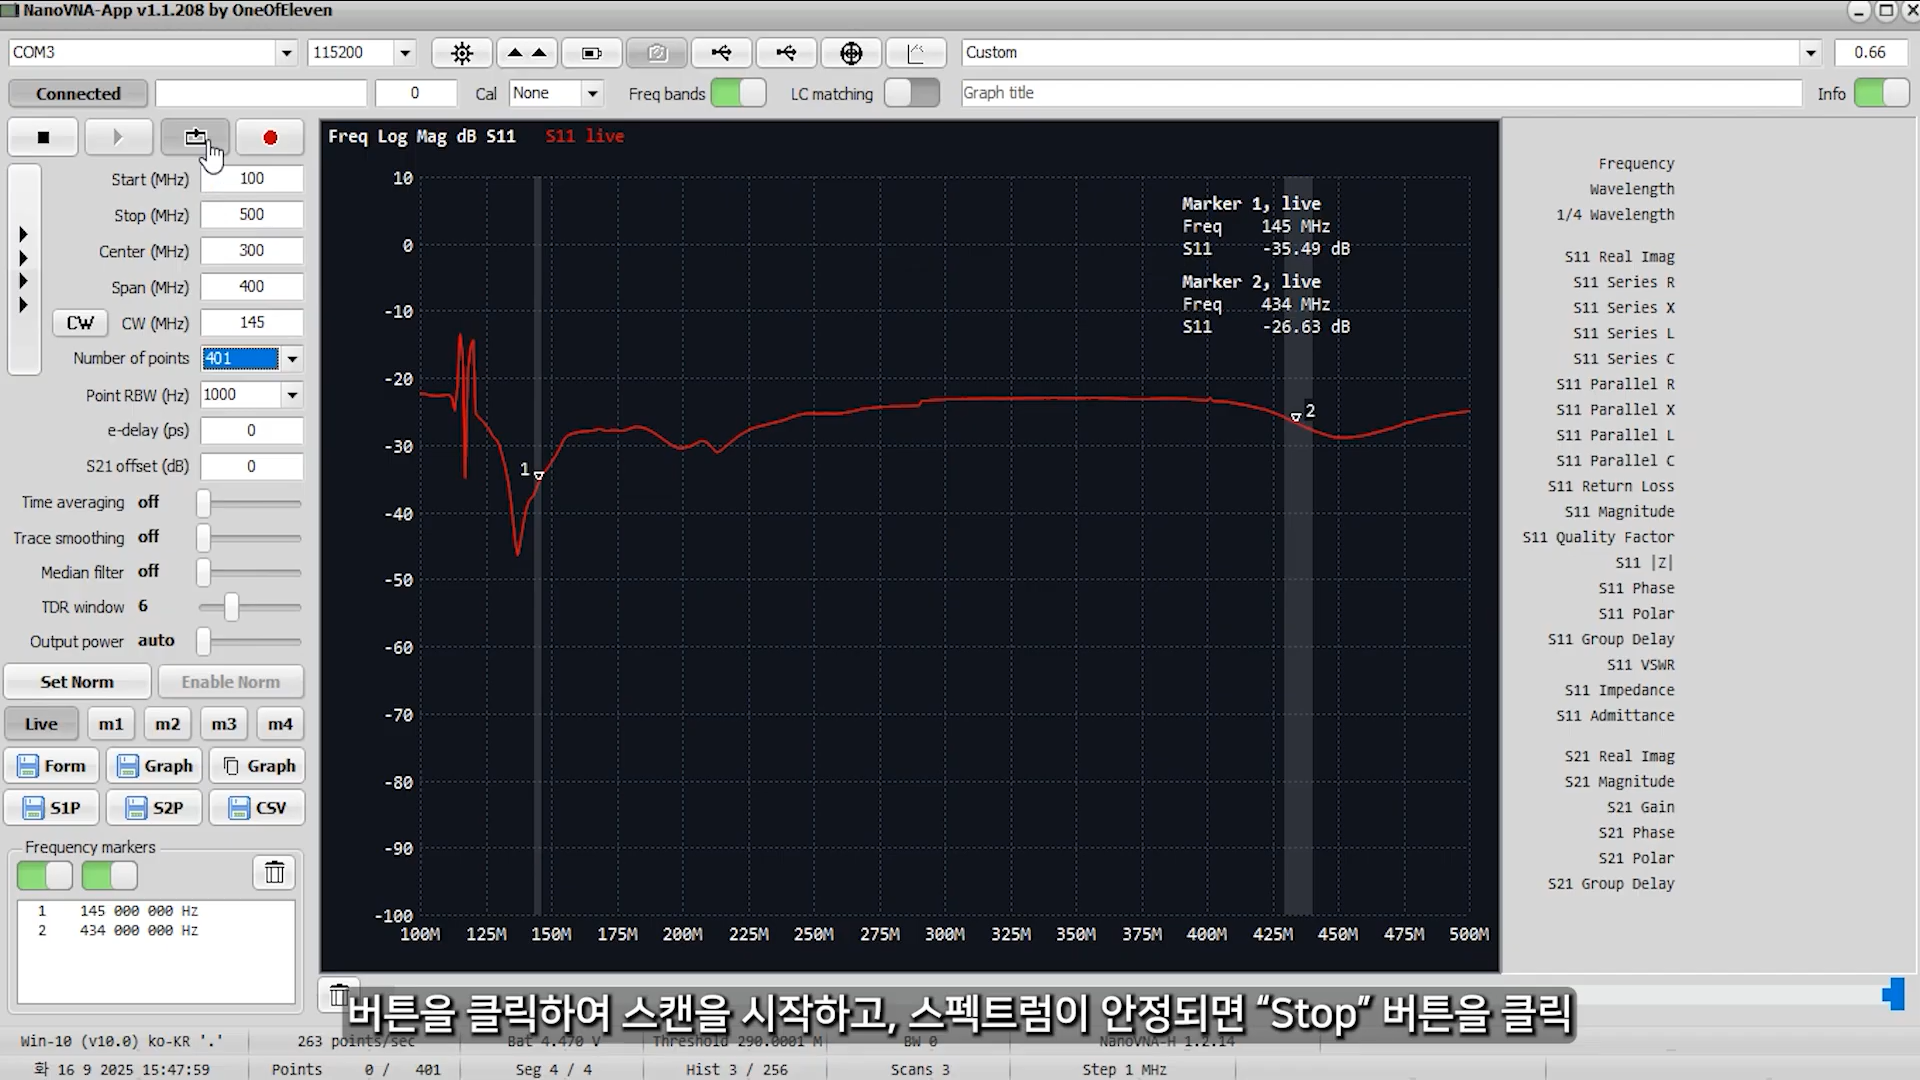 NanoVNA-App v1.1.208 by OneOfEleven
COM3
115200
Custom
0.66
Connected
0
Cal
None
Freq bands
LC matching
Graph title
Info
Start (MHz) 100
Stop (MHz) 500
Center (MHz) 300
Span (MHz) 400
CW CW (MHz) 145
Number of points 401
Point RBW (Hz) 1000
e-delay (ps) 0
S21 offset (dB) 0
Time averaging off
Trace smoothing off
Median filter off
TDR window 6
Output power auto
Set Norm Enable Norm
Live m1 m2 m3 m4
Form Graph Graph
S1P S2P CSV
Frequency markers
1 145 000 000 Hz
2 434 000 000 Hz
Freq Log Mag dB S11 S11 live
10
0
-10
-20
-30
-40
-50
-60
-70
-80
-90
-100
100M 125M 150M 175M 200M 225M 250M 275M 300M 325M 350M 375M 400M 425M 450M 475M 500M
Marker 1, live
Freq 145 MHz
S11 -35.49 dB
Marker 2, live
Freq 434 MHz
S11 -26.63 dB
1
2
Frequency
Wavelength
1/4 Wavelength
S11 Real Imag
S11 Series R
S11 Series X
S11 Series L
S11 Series C
S11 Parallel R
S11 Parallel X
S11 Parallel L
S11 Parallel C
S11 Return Loss
S11 Magnitude
S11 Quality Factor
S11 |Z|
S11 Phase
S11 Polar
S11 Group Delay
S11 VSWR
S11 Impedance
S11 Admittance
S21 Real Imag
S21 Magnitude
S21 Gain
S21 Phase
S21 Polar
S21 Group Delay
버튼을 클릭하여 스캔을 시작하고, 스펙트럼이 안정되면 “Stop” 버튼을 클릭
Win-10 (v10.0) ko-KR '.' 263 points/sec Bat 4.470 V Threshold 290.0001 M BW 0 NanoVNA-H 1.2.14
화 16 9 2025 15:47:59 Points 0 / 401 Seg 4 / 4 Hist 3 / 256 Scans 3 Step 1 MHz